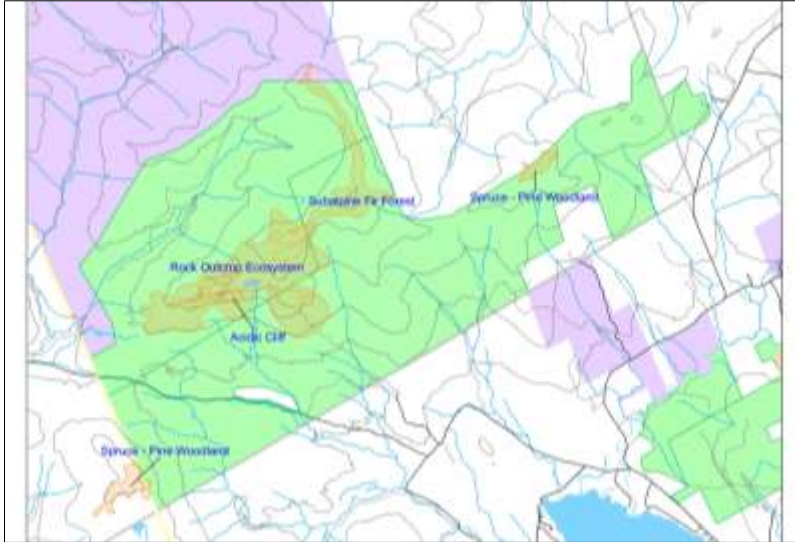 Subalpine Fir Forest
Spruce - Pine Woodland
Rock Outcrop Ecosystem
Acidic Cliff
Spruce - Pine Woodland